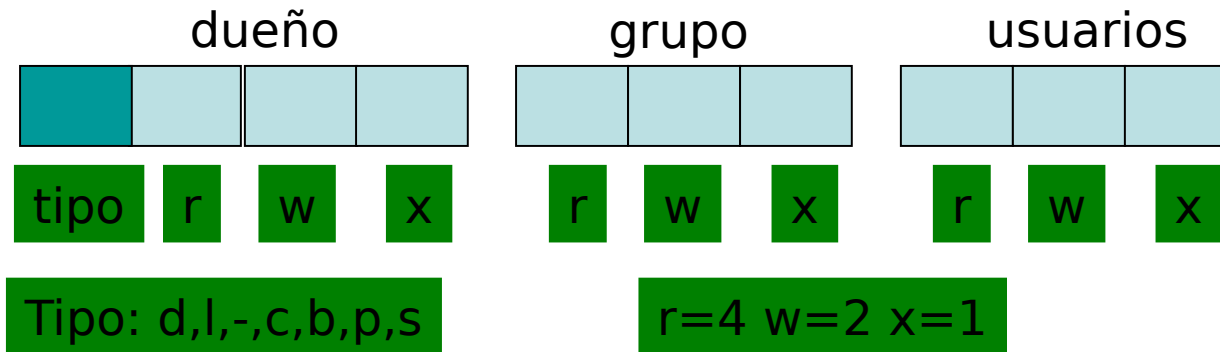 dueño grupo usuarios
tipo r w x r w x r w x
Tipo: d,l,-,c,b,p,s r=4 w=2 x=1